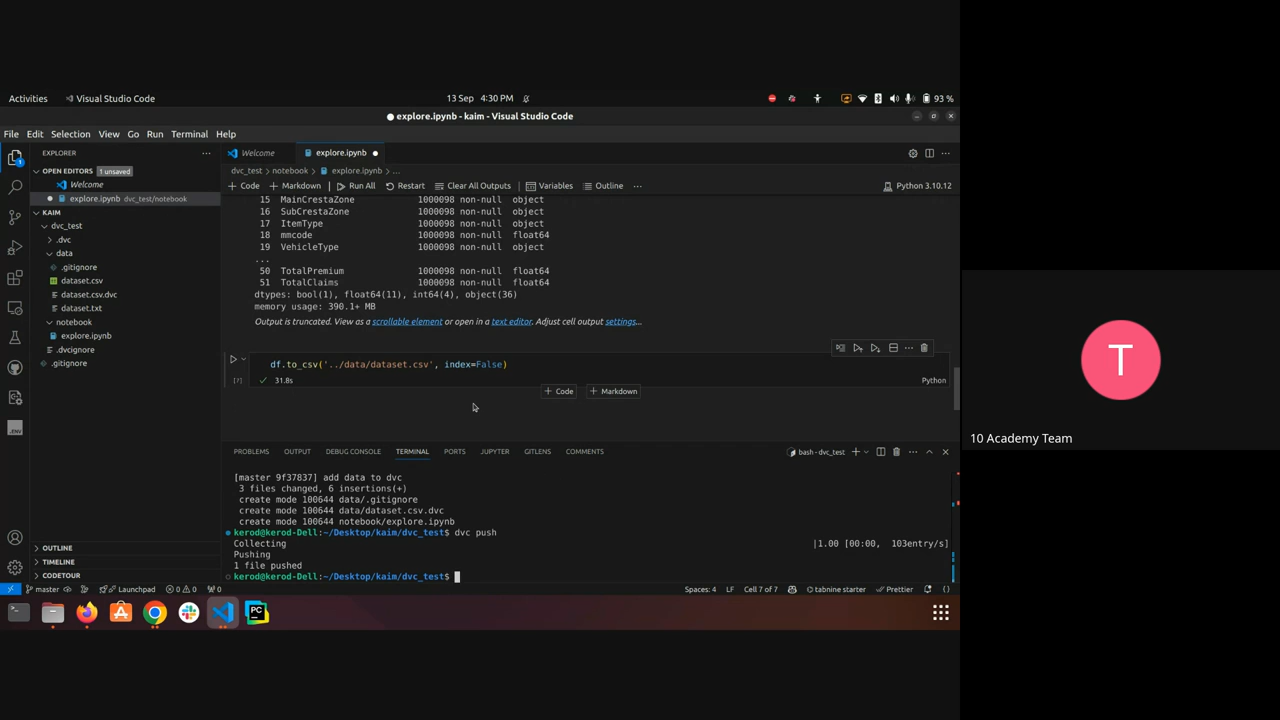 Activities
Visual Studio Code
13 Sep 4:30 PM
93 %
● explore.ipynb - kaim - Visual Studio Code
File Edit Selection View Go Run Terminal Help
EXPLORER
Welcome
explore.ipynb
OPEN EDITORS 1 unsaved
Welcome
explore.ipynb dvc_test/notebook
KAIM
dvc_test
.dvc
data
.gitignore
dataset.csv
dataset.csv.dvc
dataset.txt
notebook
explore.ipynb
.dvcignore
.gitignore
OUTLINE
TIMELINE
CODETOUR
dvc_test > notebook > explore.ipynb > ...
+ Code + Markdown Run All Restart Clear All Outputs Variables Outline ...
Python 3.10.12
15 MainCrestaZone 1000098 non-null object
16 SubCrestaZone 1000098 non-null object
17 ItemType 1000098 non-null object
18 mmcode 1000098 non-null float64
19 VehicleType 1000098 non-null object
...
50 TotalPremium 1000098 non-null float64
51 TotalClaims 1000098 non-null float64
dtypes: bool(1), float64(11), int64(4), object(36)
memory usage: 390.1+ MB
Output is truncated. View as a scrollable element or open in a text editor. Adjust cell output settings...
df.to_csv('../data/dataset.csv', index=False)
[7] 31.8s
Python
+ Code + Markdown
PROBLEMS OUTPUT DEBUG CONSOLE TERMINAL PORTS JUPYTER GITLENS COMMENTS
bash - dvc_test
[master 9f37837] add data to dvc
3 files changed, 6 insertions(+)
create mode 100644 data/.gitignore
create mode 100644 data/dataset.csv.dvc
create mode 100644 notebook/explore.ipynb
kerod@kerod-Dell:~/Desktop/kaim/dvc_test$ dvc push
Collecting |1.00 [00:00, 103entry/s]
Pushing
1 file pushed
kerod@kerod-Dell:~/Desktop/kaim/dvc_test$
master Launchpad 0 0 0
Spaces: 4 LF Cell 7 of 7 tabnine starter Prettier
T
10 Academy Team